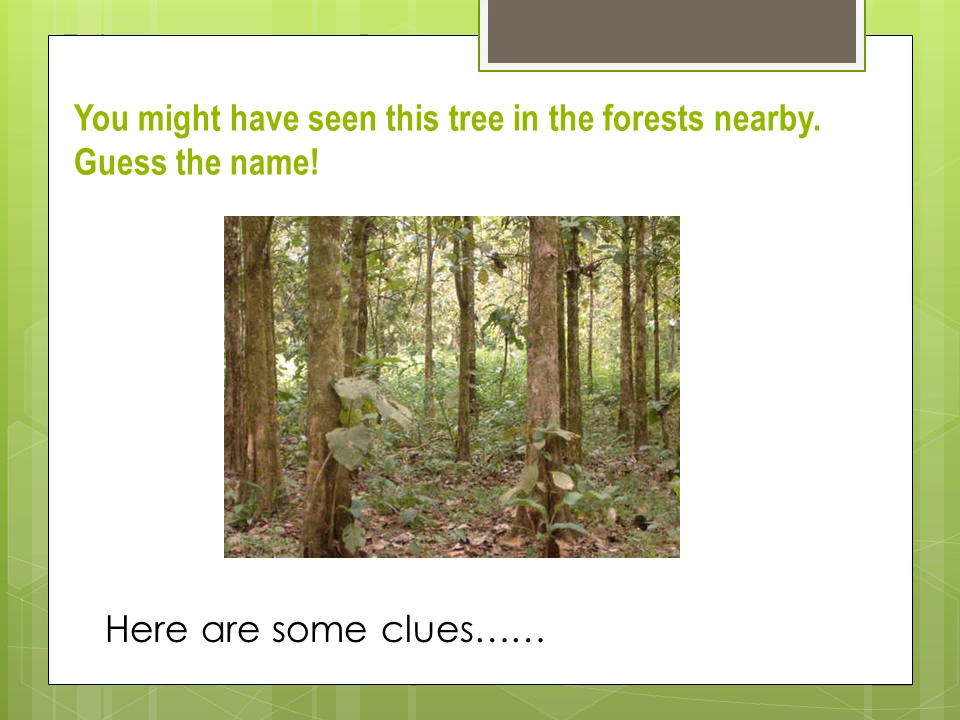 You might have seen this tree in the forests nearby.
Guess the name!
Here are some clues……